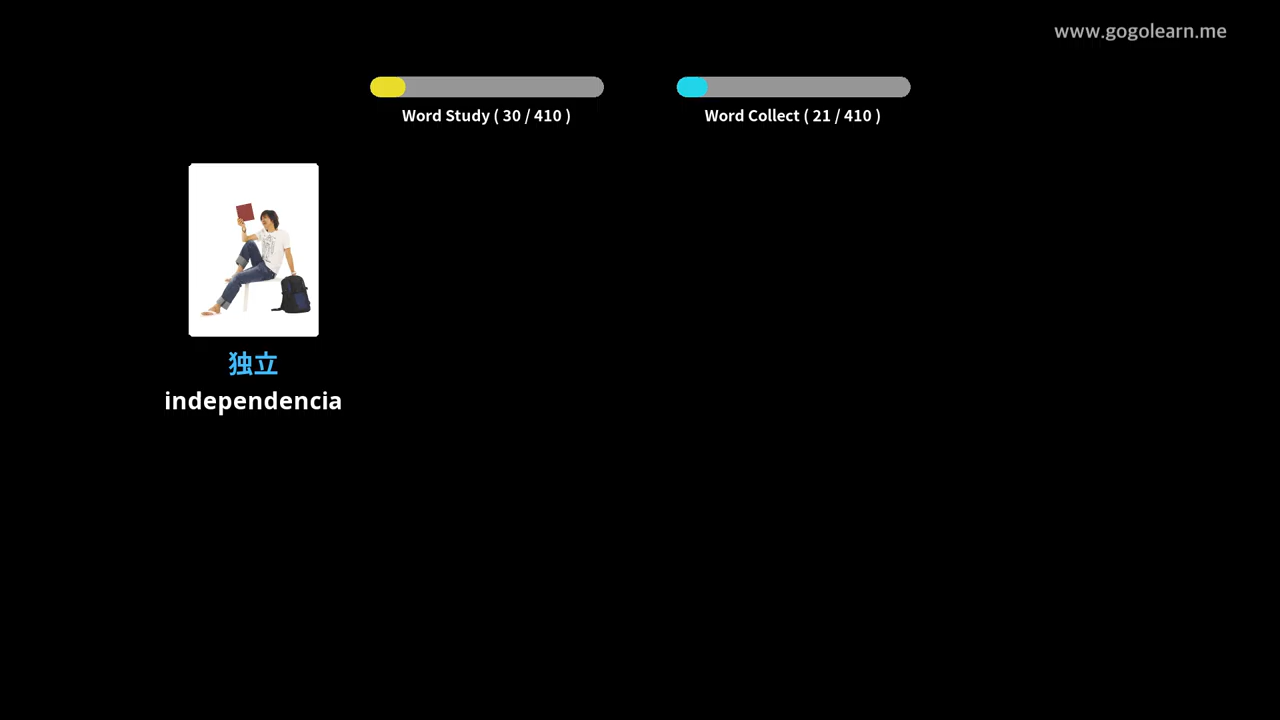 www.gogolearn.me
Word Study ( 30 / 410 )
Word Collect ( 21 / 410 )
独立
independencia